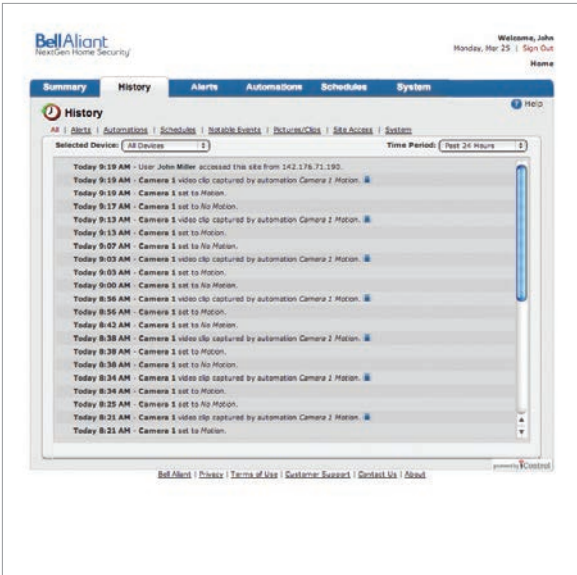 BellAliant
NextGen Home Security
Welcome, John
Monday, Mar 25 | Sign Out
Home
Summary History Alerts Automations Schedules System
Help
History
All | Alerts | Automations | Schedules | Notable Events | Pictures/Clips | Site Access | System
Selected Device: All Devices Time Period: Past 24 Hours
Today 9:19 AM - User John Miller accessed this site from 142.176.71.193.
Today 9:19 AM - Camera 1 video clip captured by automation Camera 1 Motion.
Today 9:19 AM - Camera 1 set to Motion.
Today 9:17 AM - Camera 1 set to No Motion.
Today 9:13 AM - Camera 1 video clip captured by automation Camera 1 Motion.
Today 9:13 AM - Camera 1 set to Motion.
Today 9:07 AM - Camera 1 set to No Motion.
Today 9:03 AM - Camera 1 video clip captured by automation Camera 1 Motion.
Today 9:03 AM - Camera 1 set to Motion.
Today 9:00 AM - Camera 1 set to No Motion.
Today 8:56 AM - Camera 1 video clip captured by automation Camera 1 Motion.
Today 8:56 AM - Camera 1 set to Motion.
Today 8:42 AM - Camera 1 set to No Motion.
Today 8:38 AM - Camera 1 video clip captured by automation Camera 1 Motion.
Today 8:38 AM - Camera 1 set to Motion.
Today 8:36 AM - Camera 1 set to No Motion.
Today 8:34 AM - Camera 1 video clip captured by automation Camera 1 Motion.
Today 8:34 AM - Camera 1 set to Motion.
Today 8:25 AM - Camera 1 set to No Motion.
Today 8:21 AM - Camera 1 video clip captured by automation Camera 1 Motion.
Today 8:21 AM - Camera 1 set to Motion.
powered by iControl
Bell Aliant | Privacy | Terms of Use | Customer Support | Contact Us | About